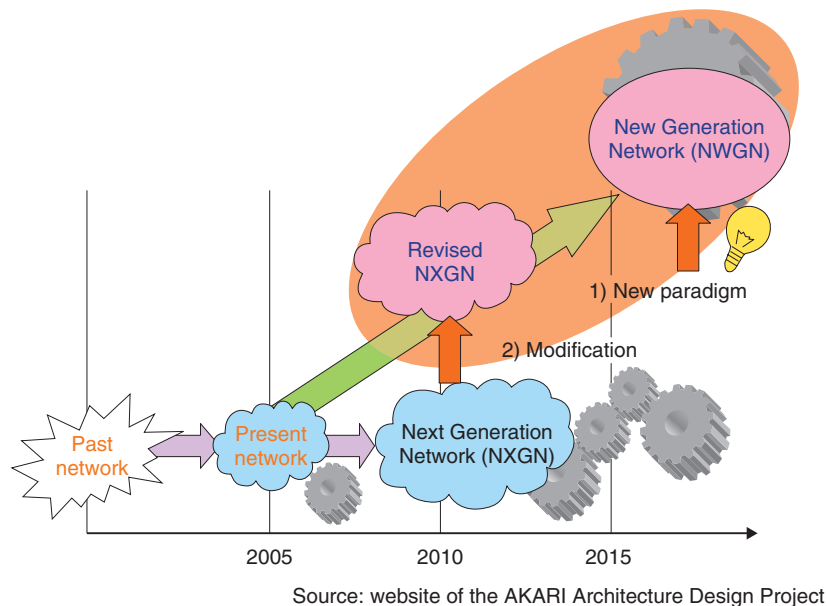 New Generation
Network (NWGN)
Revised
NXGN
1) New paradigm
2) Modification
Past
network
Present
network
Next Generation
Network (NXGN)
2005
2010
2015
Source: website of the AKARI Architecture Design Project